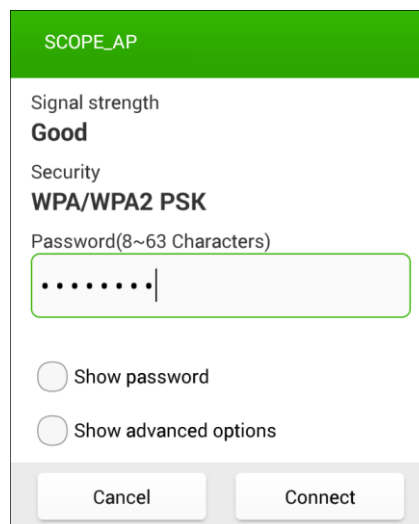 SCOPE_AP
Signal strength
Good
Security
WPA/WPA2 PSK
Password(8~63 Characters)
••••••••
Show password
Show advanced options
Cancel Connect